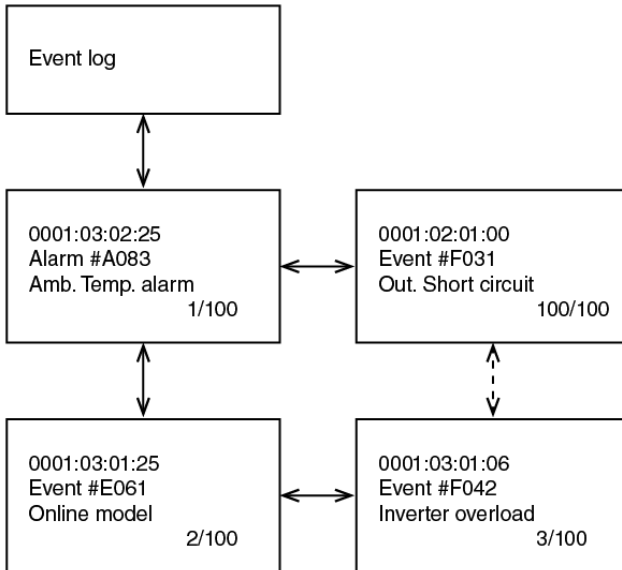 Event log
0001:03:02:25
Alarm #A083
Amb. Temp. alarm
1/100
0001:02:01:00
Event #F031
Out. Short circuit
100/100
0001:03:01:25
Event #E061
Online model
2/100
0001:03:01:06
Event #F042
Inverter overload
3/100